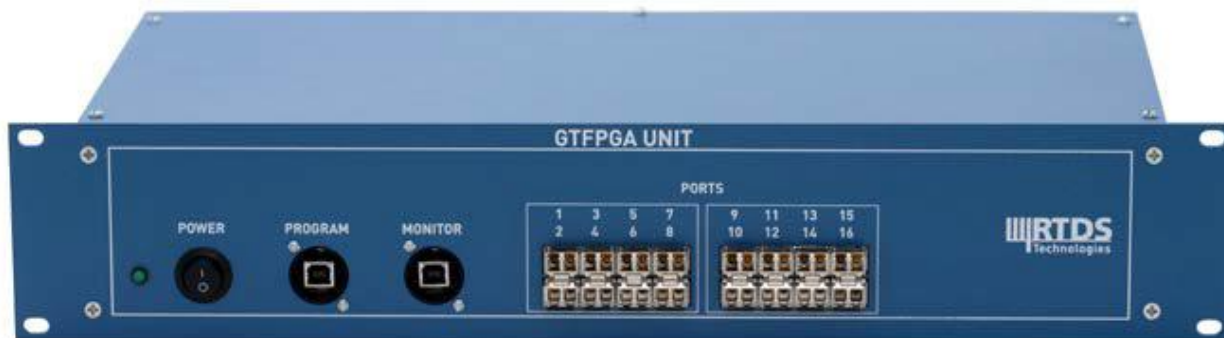 GTFPGA UNIT
PORTS
POWER
PROGRAM
MONITOR
1 3 5 7
2 4 6 8
9 11 13 15
10 12 14 16
RTDS
Technologies